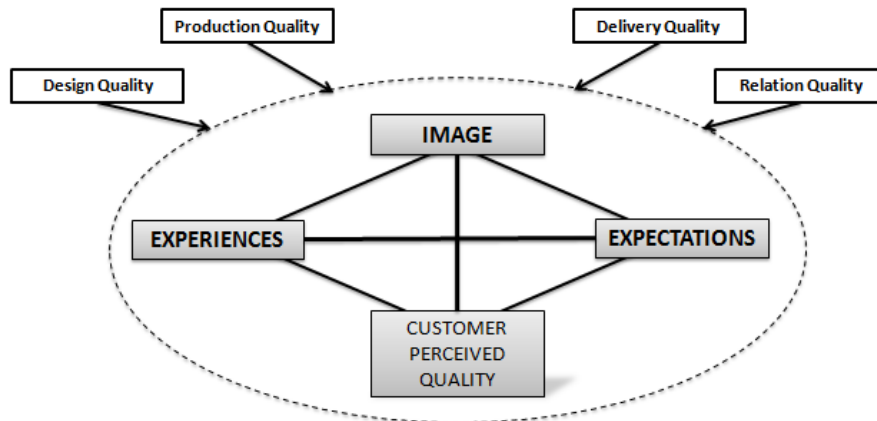 Production Quality
Delivery Quality
Design Quality
Relation Quality
IMAGE
EXPERIENCES
EXPECTATIONS
CUSTOMER
PERCEIVED
QUALITY